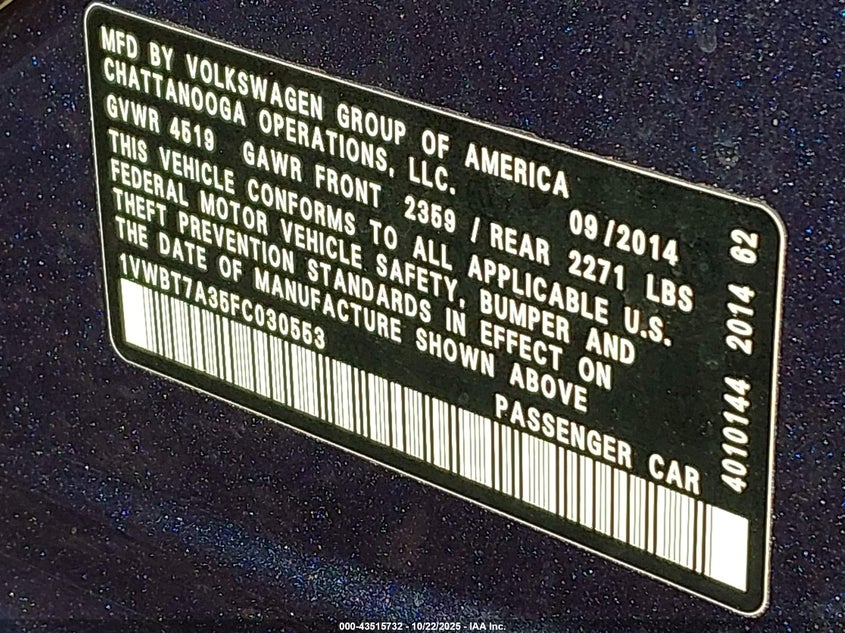 MFD BY VOLKSWAGEN GROUP OF AMERICA
CHATTANOOGA OPERATIONS, LLC.
09/2014
GVWR 4519 GAWR FRONT 2359 / REAR 2271 LBS
THIS VEHICLE CONFORMS TO ALL APPLICABLE U.S.
FEDERAL MOTOR VEHICLE SAFETY, BUMPER AND
THEFT PREVENTION STANDARDS IN EFFECT ON
THE DATE OF MANUFACTURE SHOWN ABOVE
1VWBT7A35FC030553
PASSENGER CAR
4010144 2014 62
000-43515732 - 10/22/2025 - IAA Inc.